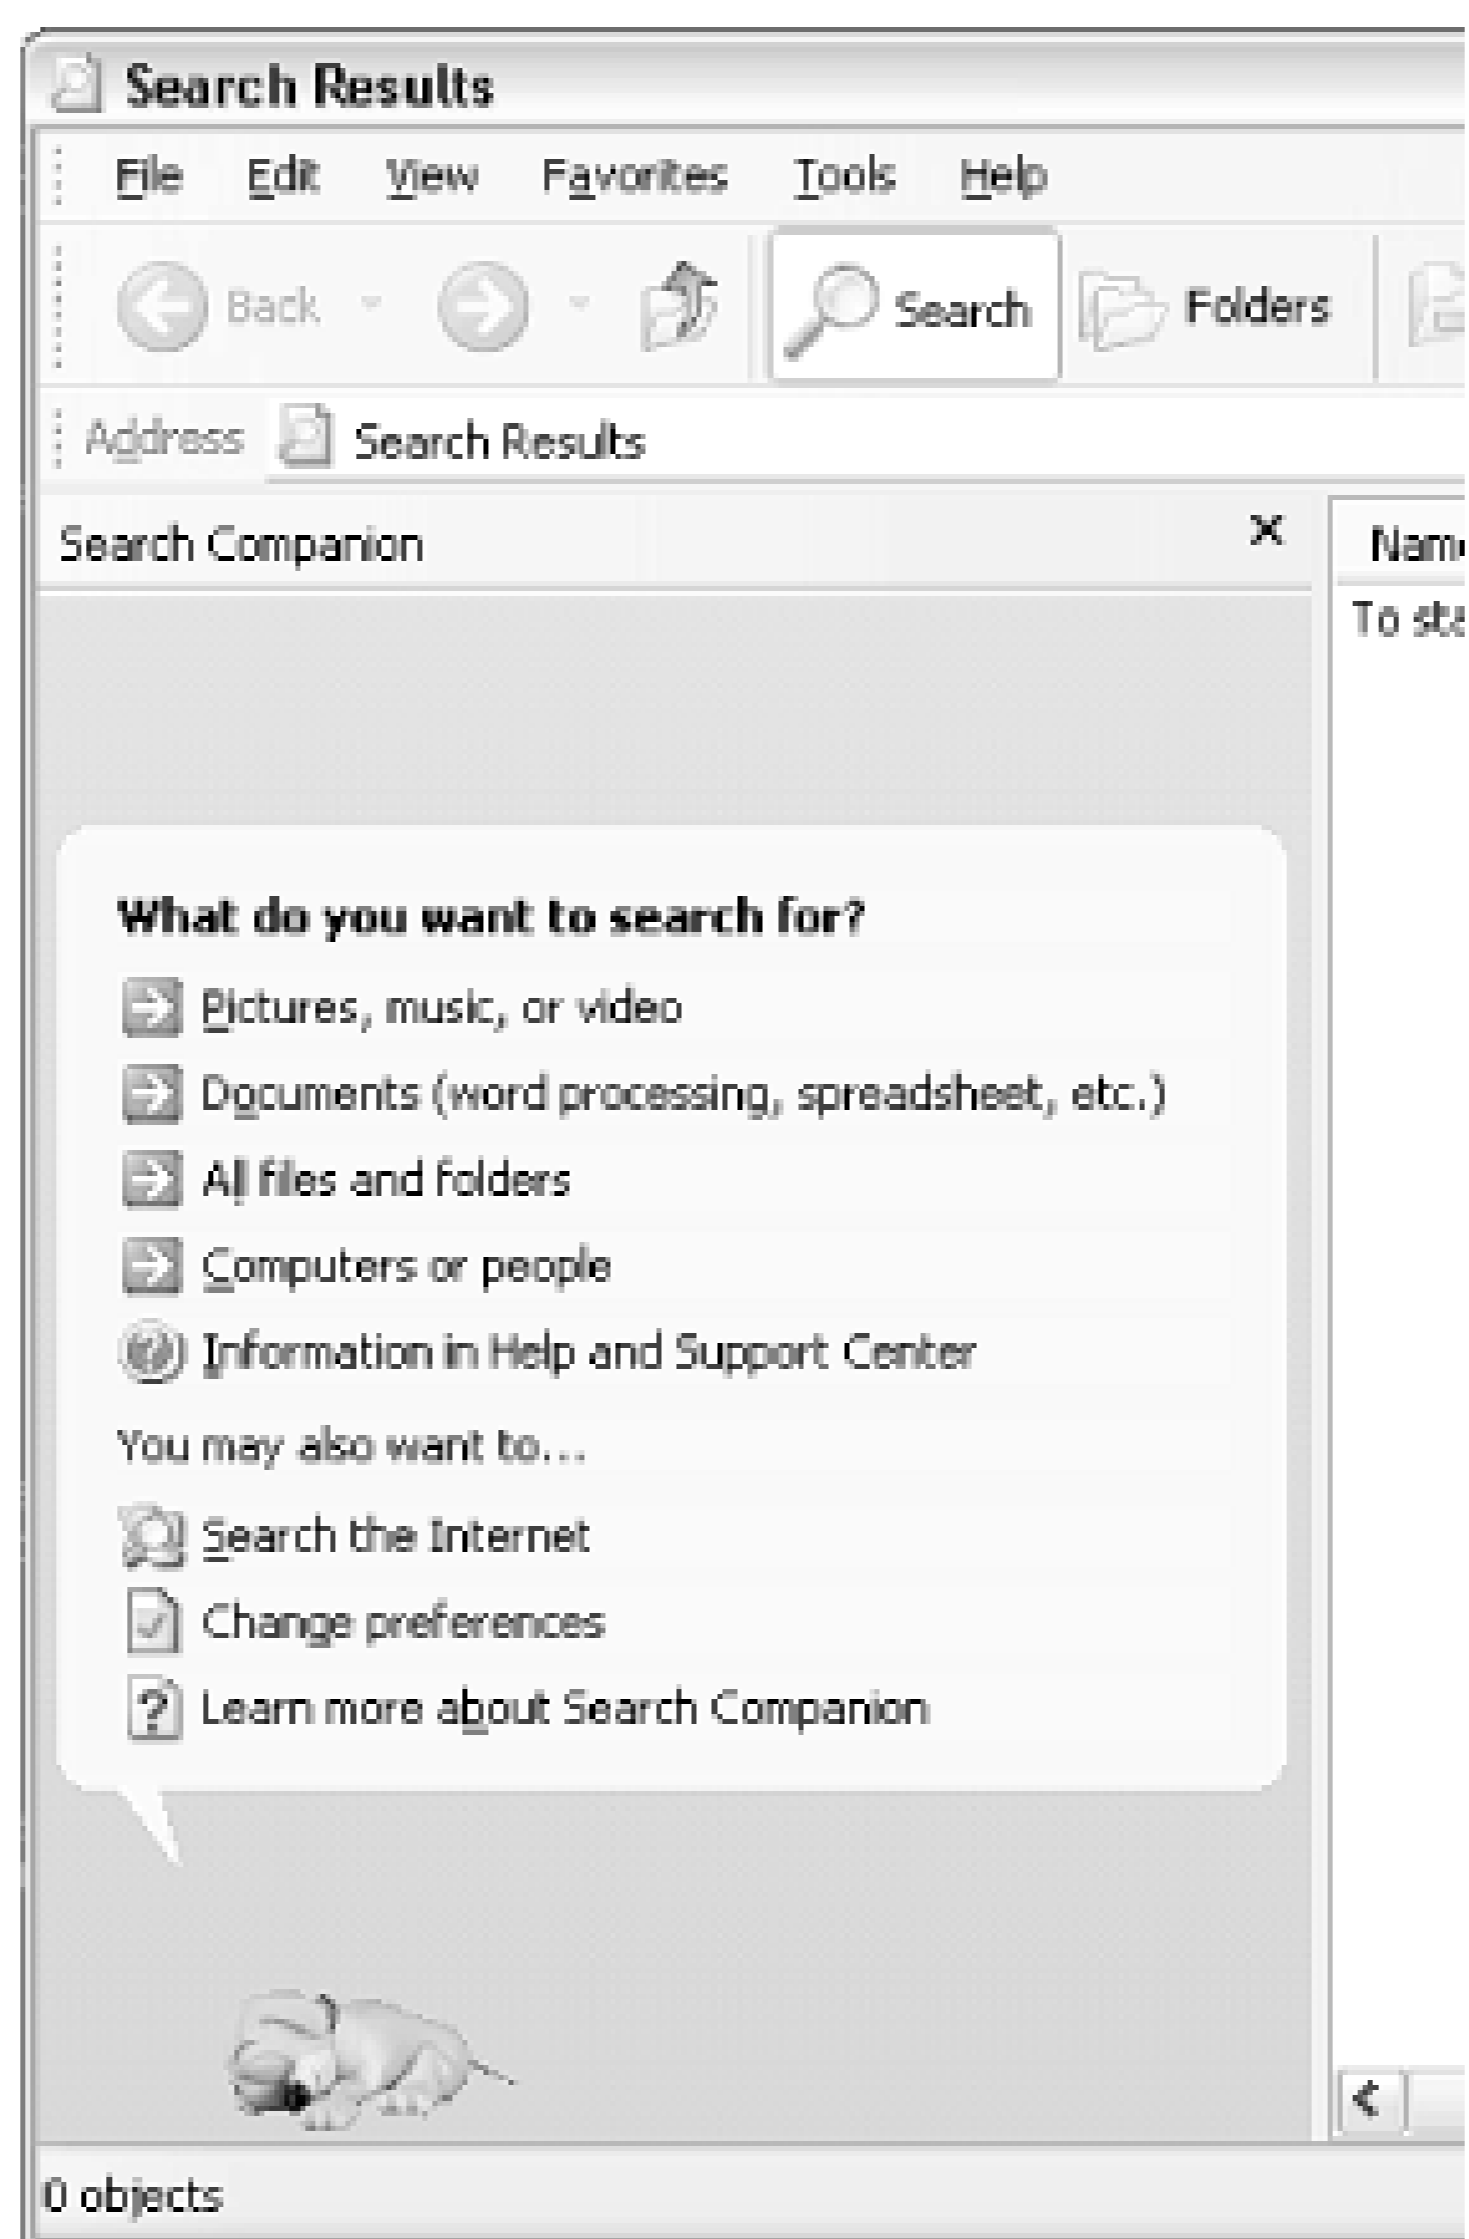 Search Results
File Edit View Favorites Tools Help
Back Search Folders
Address Search Results
Search Companion
What do you want to search for?
Pictures, music, or video
Documents (word processing, spreadsheet, etc.)
All files and folders
Computers or people
Information in Help and Support Center
You may also want to...
Search the Internet
Change preferences
Learn more about Search Companion
To
0 objects